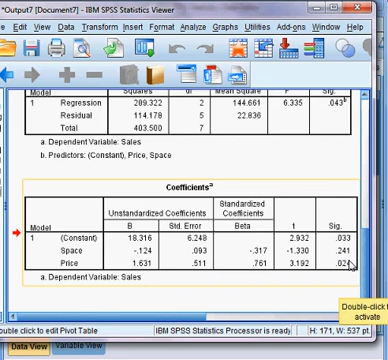 *Output7 [Document7] - IBM SPSS Statistics Viewer
Edit View Data Transform Insert Format Analyze Graphs Utilities Add-ons Window Help
Squares df Mean Square F Sig.
1 Regression 289.322 2 144.661 6.335 .043b
Residual 114.178 5 22.836
Total 403.500 7
a. Dependent Variable: Sales
b. Predictors: (Constant), Price, Space
Coefficientsa
Unstandardized Coefficients Standardized Coefficients
Model B Std. Error Beta t Sig.
1 (Constant) 18.316 6.248 2.932 .033
Space -.124 .093 -.317 -1.330 .241
Price 1.631 .511 .761 3.192 .024
a. Dependent Variable: Sales
Double-click t
activate
ouble-click to edit Pivot Table IBM SPSS Statistics Processor is ready H: 171, W: 537 pt.
Data View Variable View